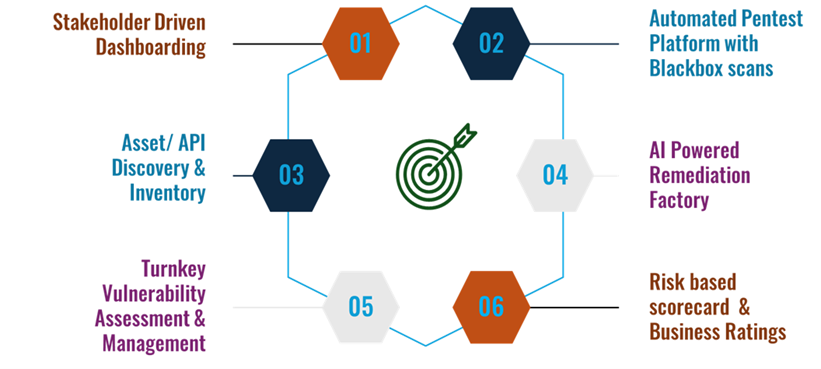 Stakeholder Driven
Dashboarding
01
02
Automated Pentest
Platform with
Blackbox scans
Asset/ API
Discovery &
Inventory
03
04
AI Powered
Remediation
Factory
Turnkey
Vulnerability
Assessment &
Management
05
06
Risk based
scorecard &
Business Ratings